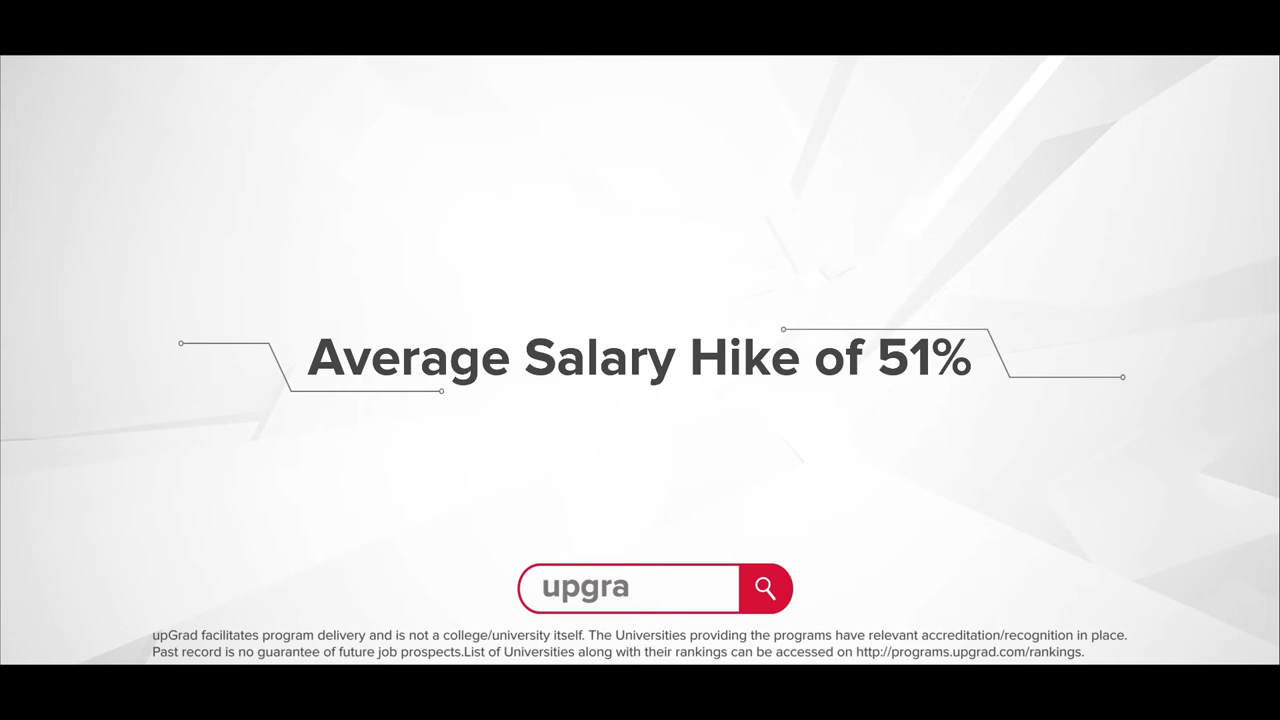 Average Salary Hike of 51%
upgra
upGrad facilitates program delivery and is not a college/university itself. The Universities providing the programs have relevant accreditation/recognition in place.
Past record is no guarantee of future job prospects.List of Universities along with their rankings can be accessed on http://programs.upgrad.com/rankings.